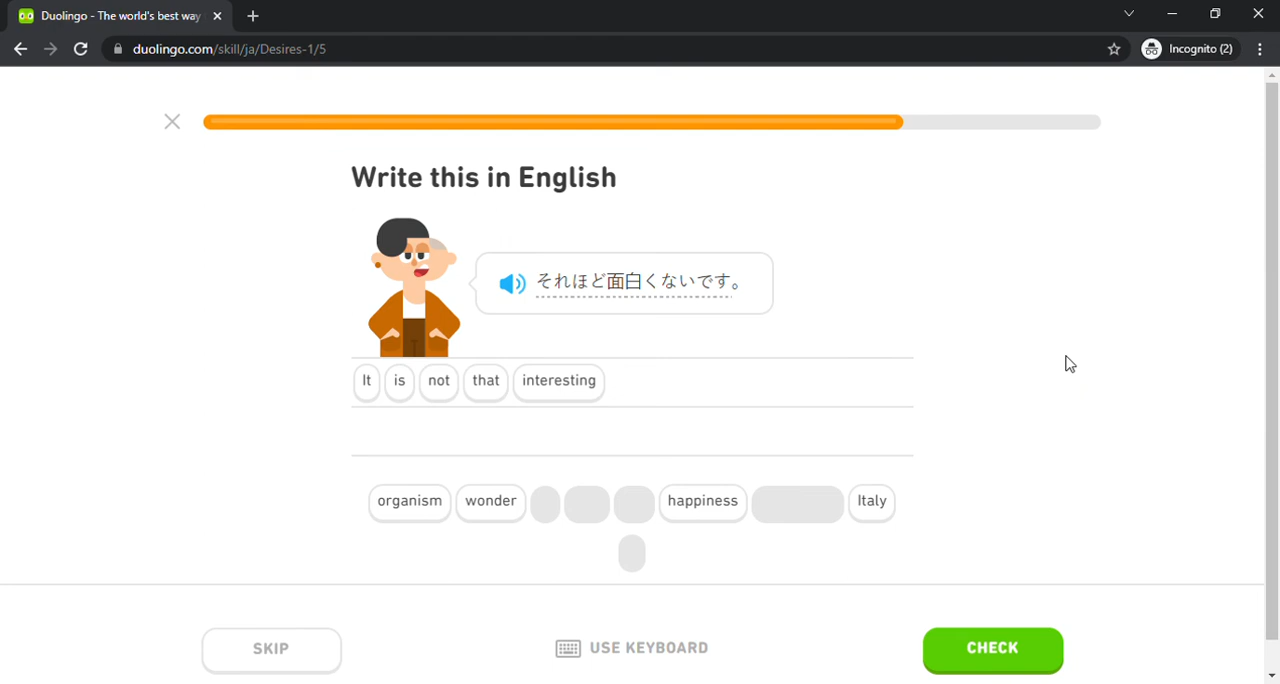 Duolingo - The world's best way
duolingo.com/skill/ja/Desires-1/5
Incognito (2)
Write this in English
それほど面白くないです。
It is not that interesting
organism wonder happiness Italy
SKIP
USE KEYBOARD
CHECK